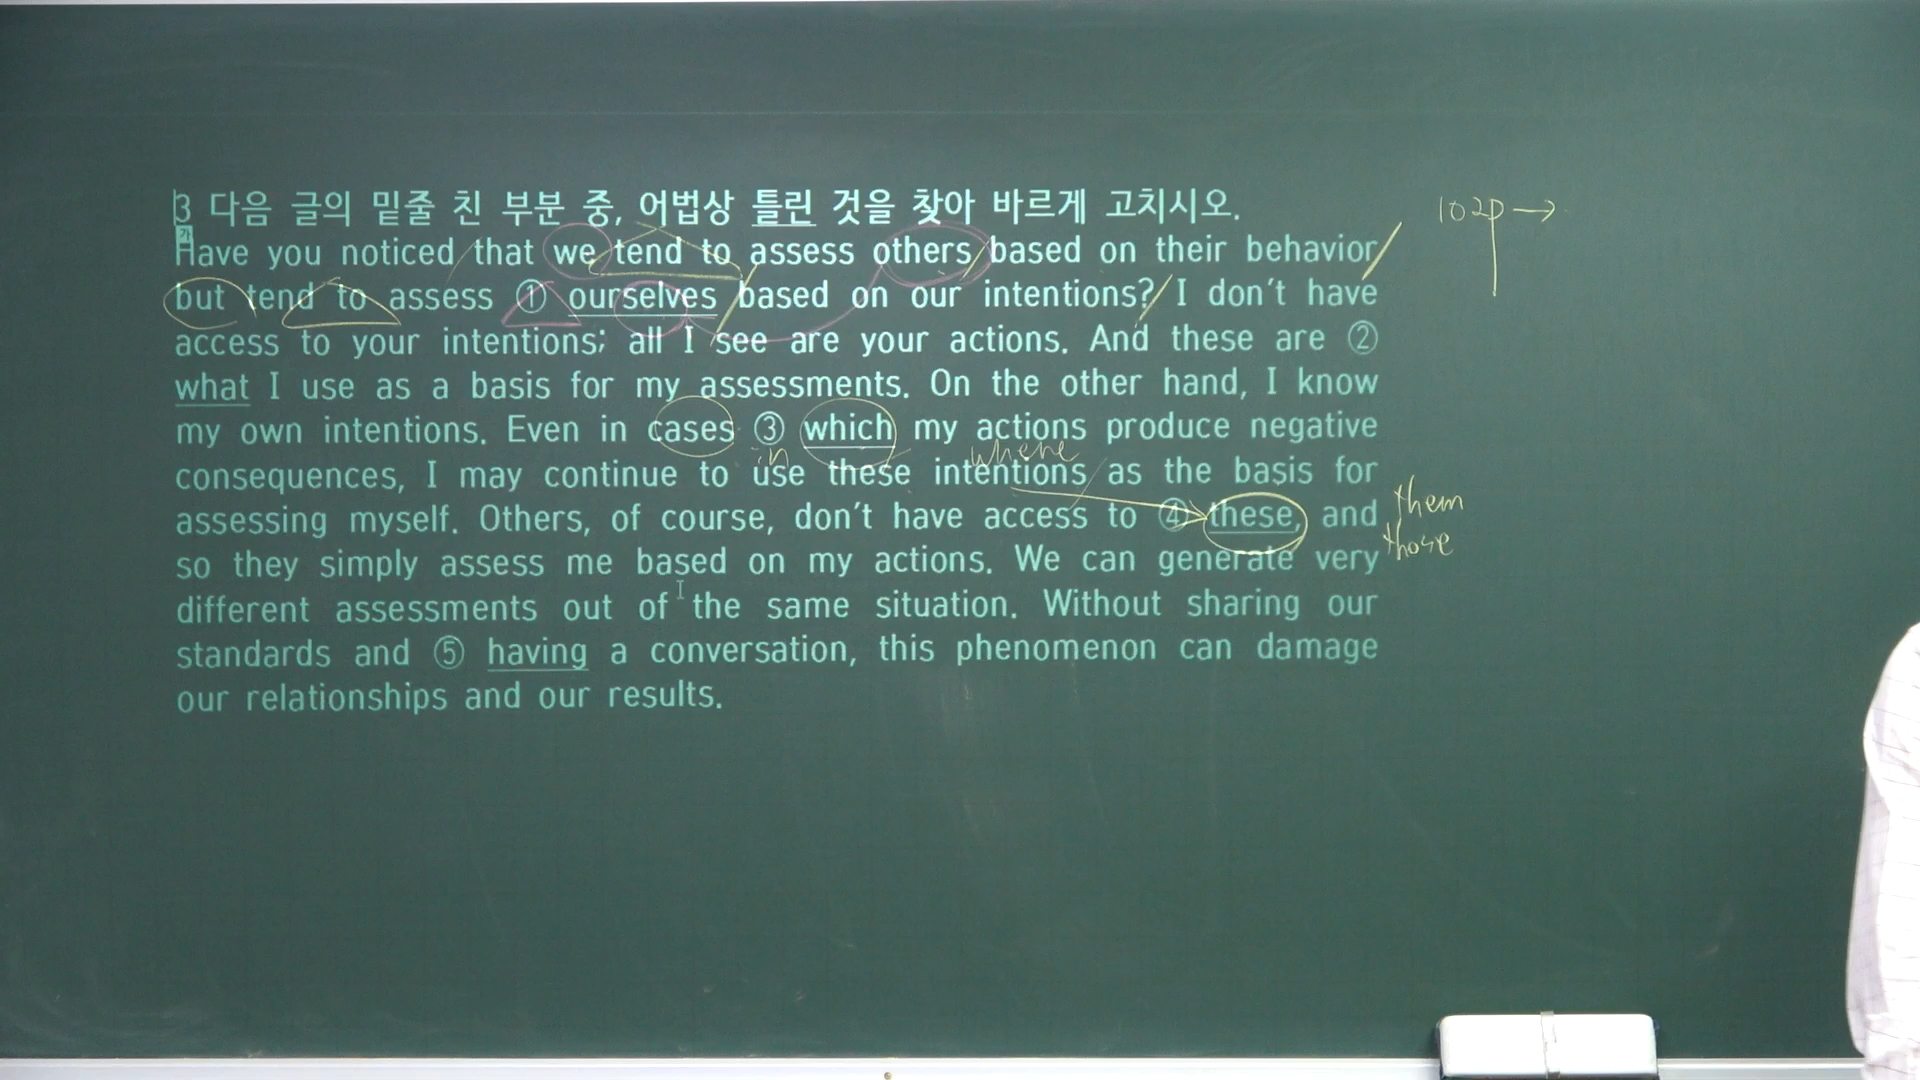 3 다음 글의 밑줄 친 부분 중, 어법상 틀린 것을 찾아 바르게 고치시오.
102p →
가
Have you noticed that we tend to assess others based on their behavior
but tend to assess ① ourselves based on our intentions? I don't have
access to your intentions; all I see are your actions. And these are ②
what I use as a basis for my assessments. On the other hand, I know
my own intentions. Even in cases ③ which my actions produce negative
in where
consequences, I may continue to use these intentions as the basis for
them
assessing myself. Others, of course, don't have access to ④ these, and
those
so they simply assess me based on my actions. We can generate very
different assessments out of the same situation. Without sharing our
standards and ⑤ having a conversation, this phenomenon can damage
our relationships and our results.